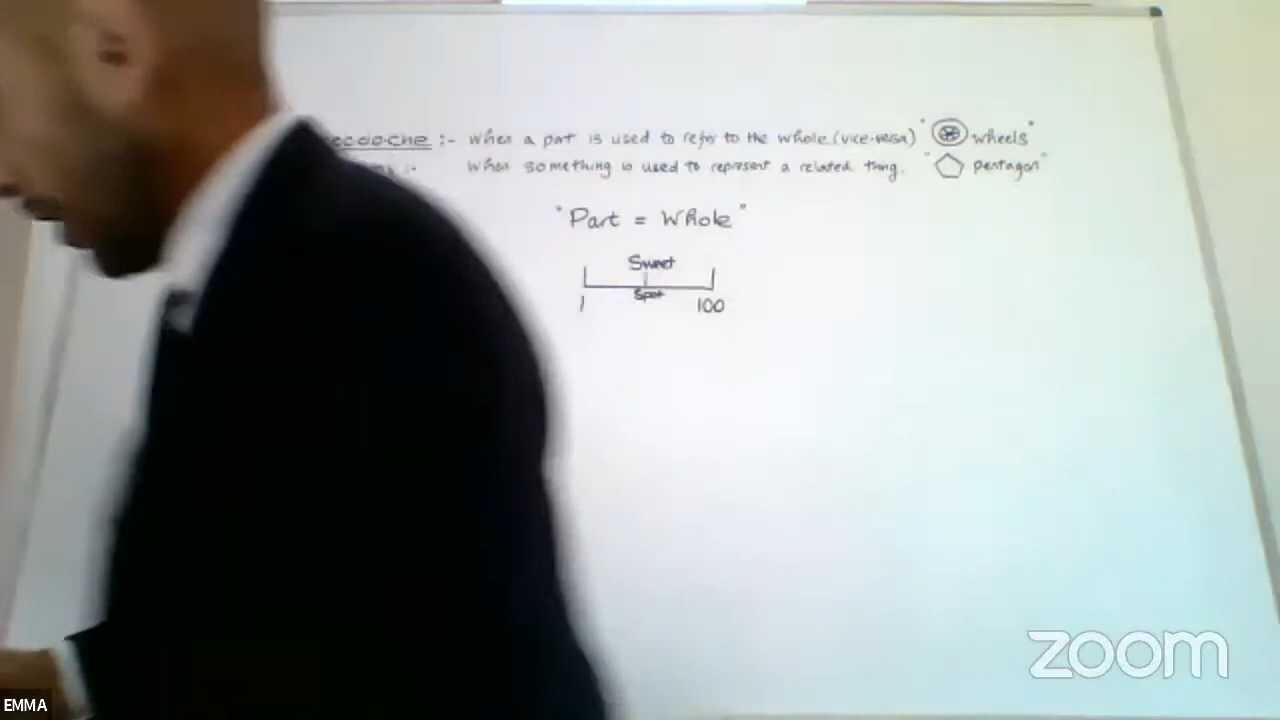 ecdoche :- when a part is used to refer to the whole.(vice-versa) " wheels"
:- when something is used to represent a related thing. " pentagon"
"Part = Whole"
Sweet
Spot
1 100
zoom
EMMA